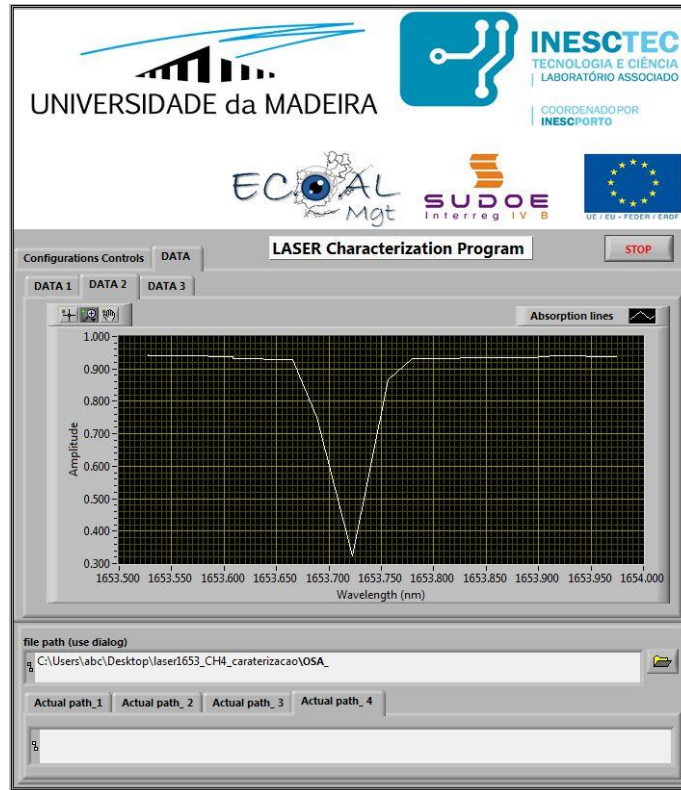 UNIVERSIDADE da MADEIRA
INESCTEC
TECNOLOGIA E CIÊNCIA
LABORATÓRIO ASSOCIADO
COORDENADO POR
INESCPORTO
ECOAL
Mgt
SUDOE
Interreg IV B
UE / EU - FEDER / ERDF
Configurations Controls DATA
LASER Characterization Program
STOP
DATA 1 DATA 2 DATA 3
Absorption lines
1.000
0.900
0.800
0.700
0.600
0.500
0.400
0.300
Amplitude
1653.500 1653.550 1653.600 1653.650 1653.700 1653.750 1653.800 1653.850 1653.900 1653.950 1654.000
Wavelength (nm)
file path (use dialog)
C:\Users\abc\Desktop\laser1653_CH4_caraterizacao\OSA_
Actual path_1 Actual path_ 2 Actual path_ 3 Actual path_ 4